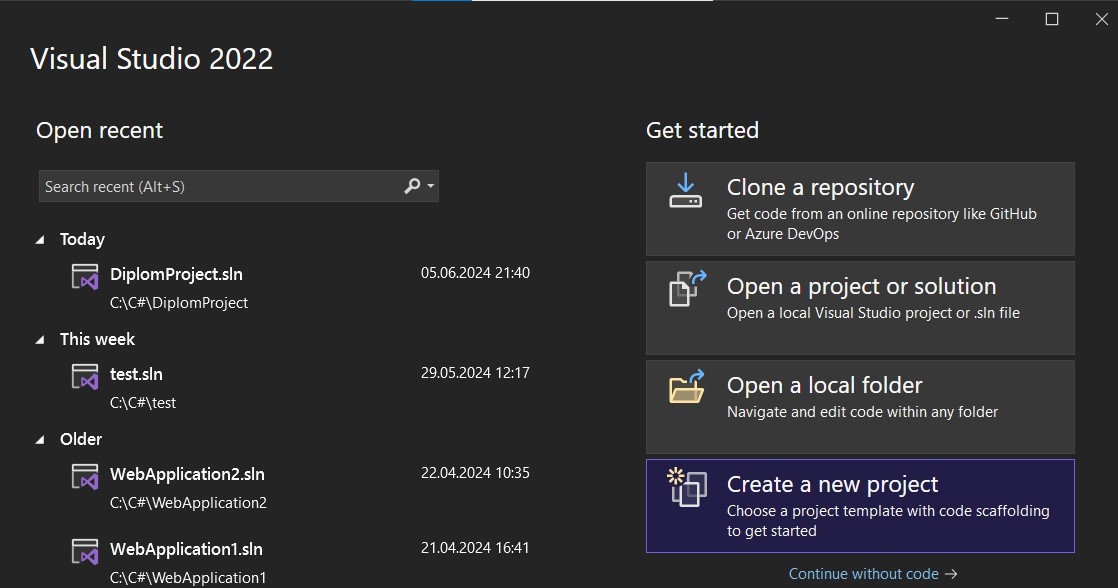 Visual Studio 2022
Open recent
Search recent (Alt+S)
Today
DiplomProject.sln 05.06.2024 21:40
C:\C#\DiplomProject
This week
test.sln 29.05.2024 12:17
C:\C#\test
Older
WebApplication2.sln 22.04.2024 10:35
C:\C#\WebApplication2
WebApplication1.sln 21.04.2024 16:41
C:\C#\WebApplication1
Get started
Clone a repository
Get code from an online repository like GitHub
or Azure DevOps
Open a project or solution
Open a local Visual Studio project or .sln file
Open a local folder
Navigate and edit code within any folder
Create a new project
Choose a project template with code scaffolding
to get started
Continue without code →